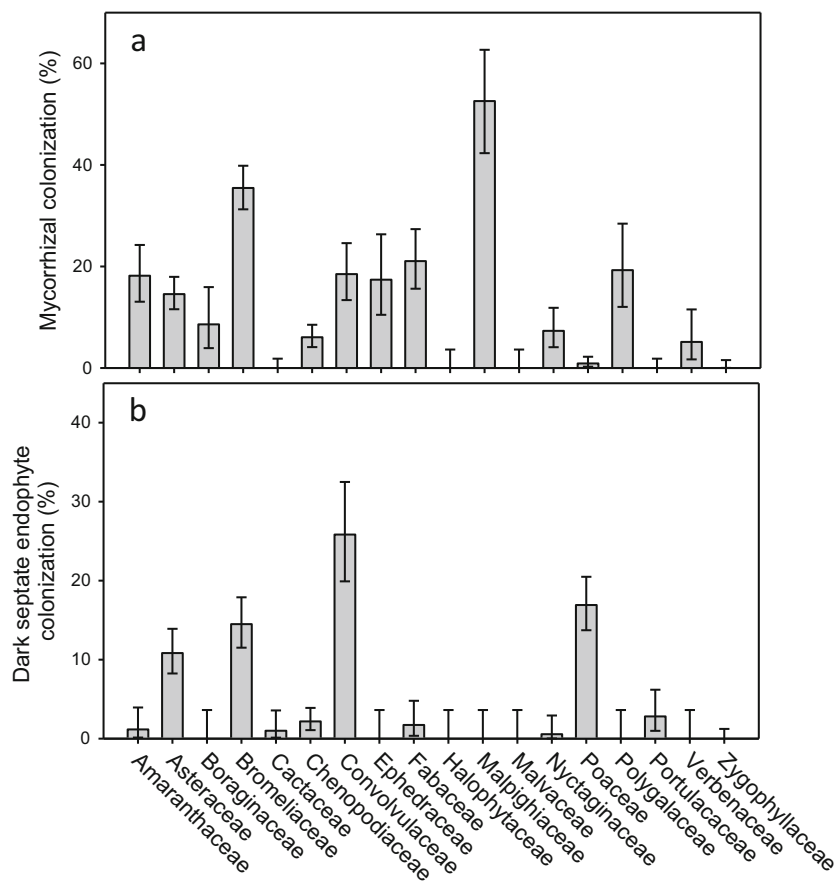 a
Mycorrhizal colonization (%)
60
40
20
0
b
Dark septate endophyte
colonization (%)
40
30
20
10
0
Amaranthaceae
Asteraceae
Boraginaceae
Bromeliaceae
Cactaceae
Chenopodiaceae
Convolvulaceae
Ephedraceae
Fabaceae
Halophytaceae
Malpighiaceae
Malvaceae
Nyctaginaceae
Poaceae
Polygalaceae
Portulacaceae
Verbenaceae
Zygophyllaceae